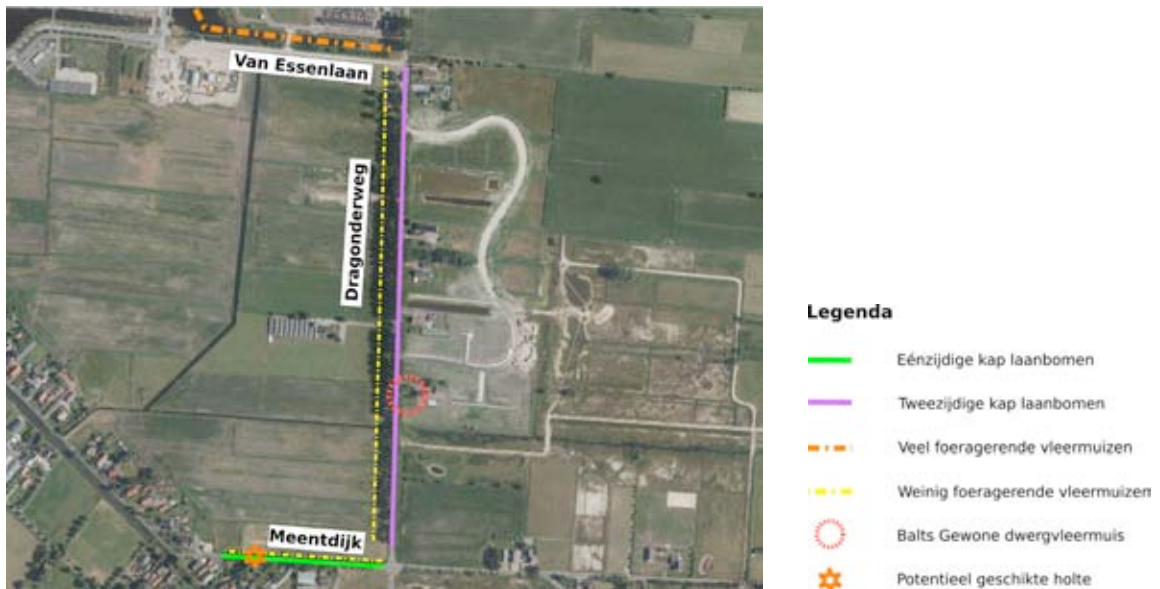 Van Essenlaan
Dragonderweg
Meentdijk
Legenda
Eénzijdige kap laanbomen
Tweezijdige kap laanbomen
Veel foeragerende vleermuizen
Weinig foeragerende vleermuizen
Balts Gewone dwergvleermuis
Potentieel geschikte holte